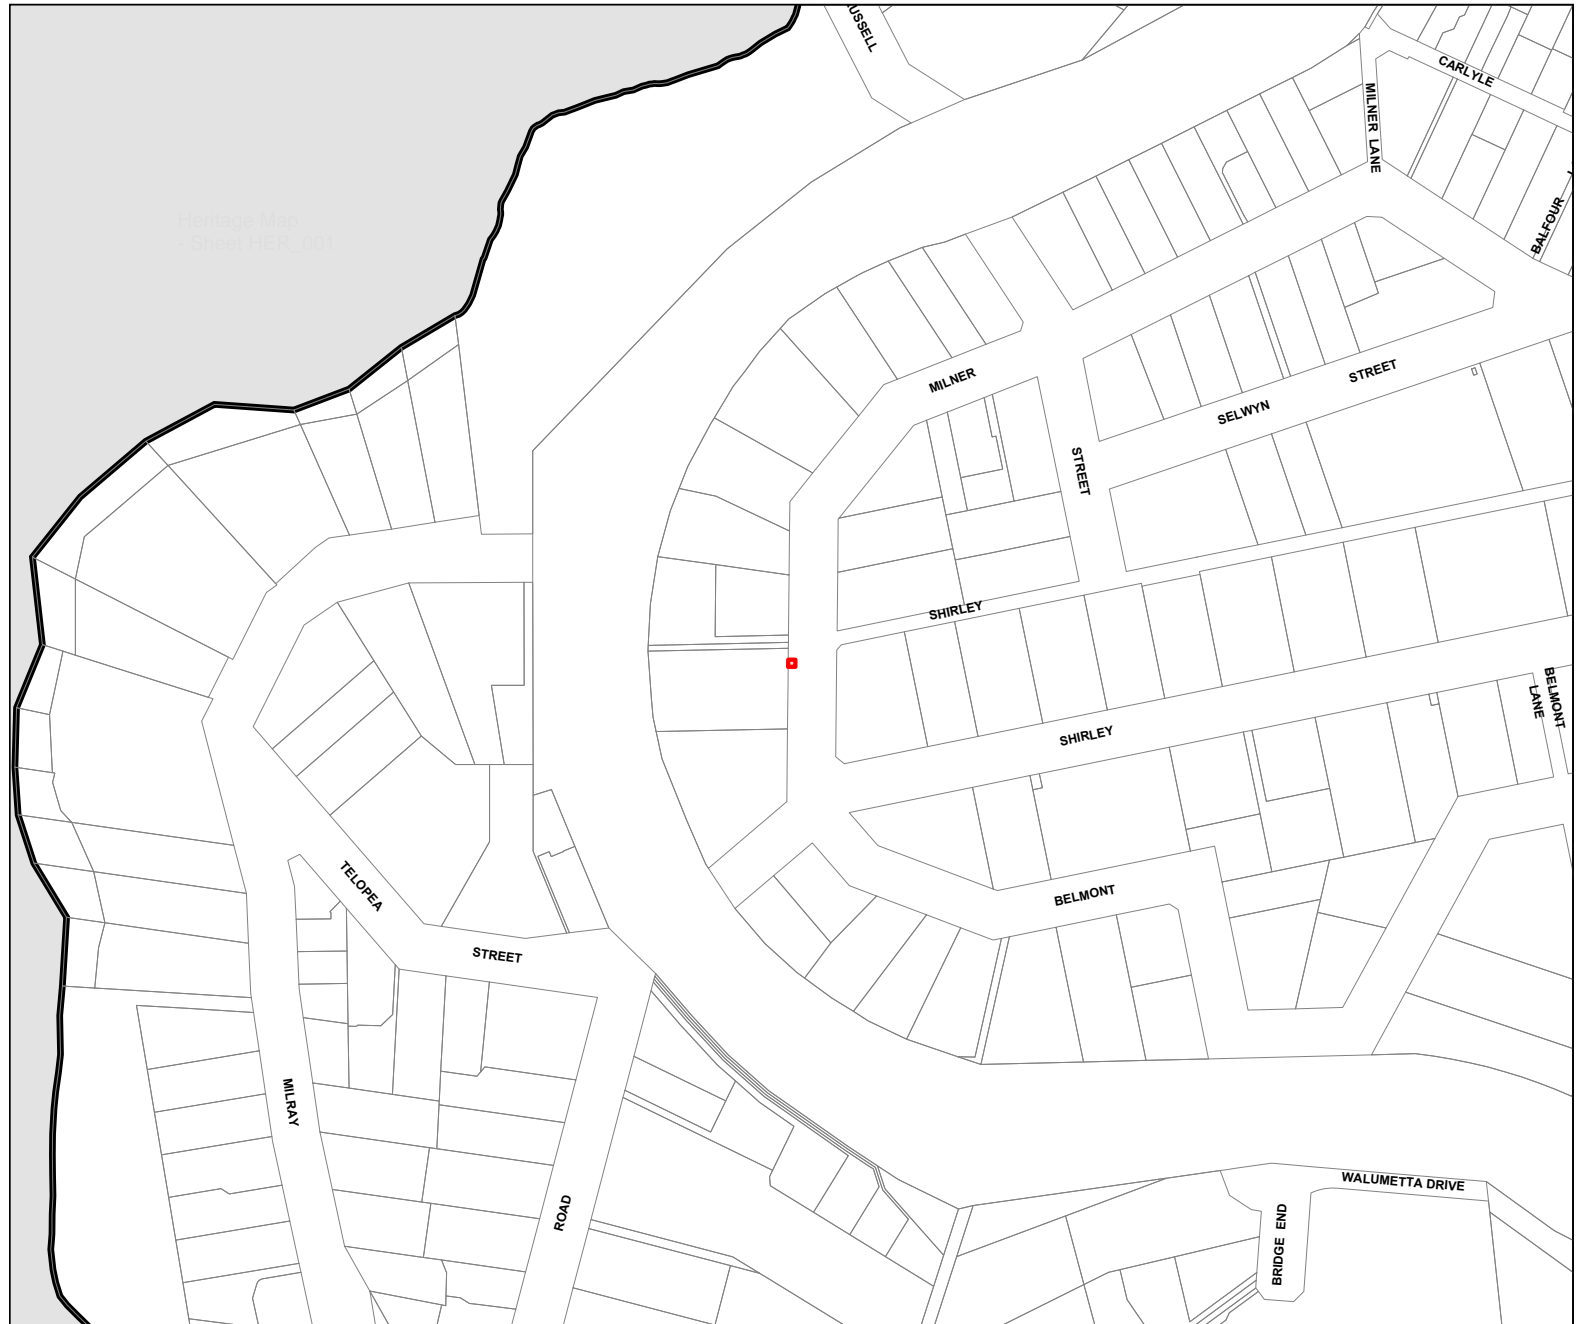 USSELL
CARLYLE
MILNER LANE
BALFOUR
Heritage Map
- Sheet HER_001
MILNER
STREET
SELWYN
STREET
SHIRLEY
SHIRLEY
BELMONT
LANE
TELOPEA
STREET
BELMONT
MILRAY
ROAD
WALUMETTA DRIVE
BRIDGE END